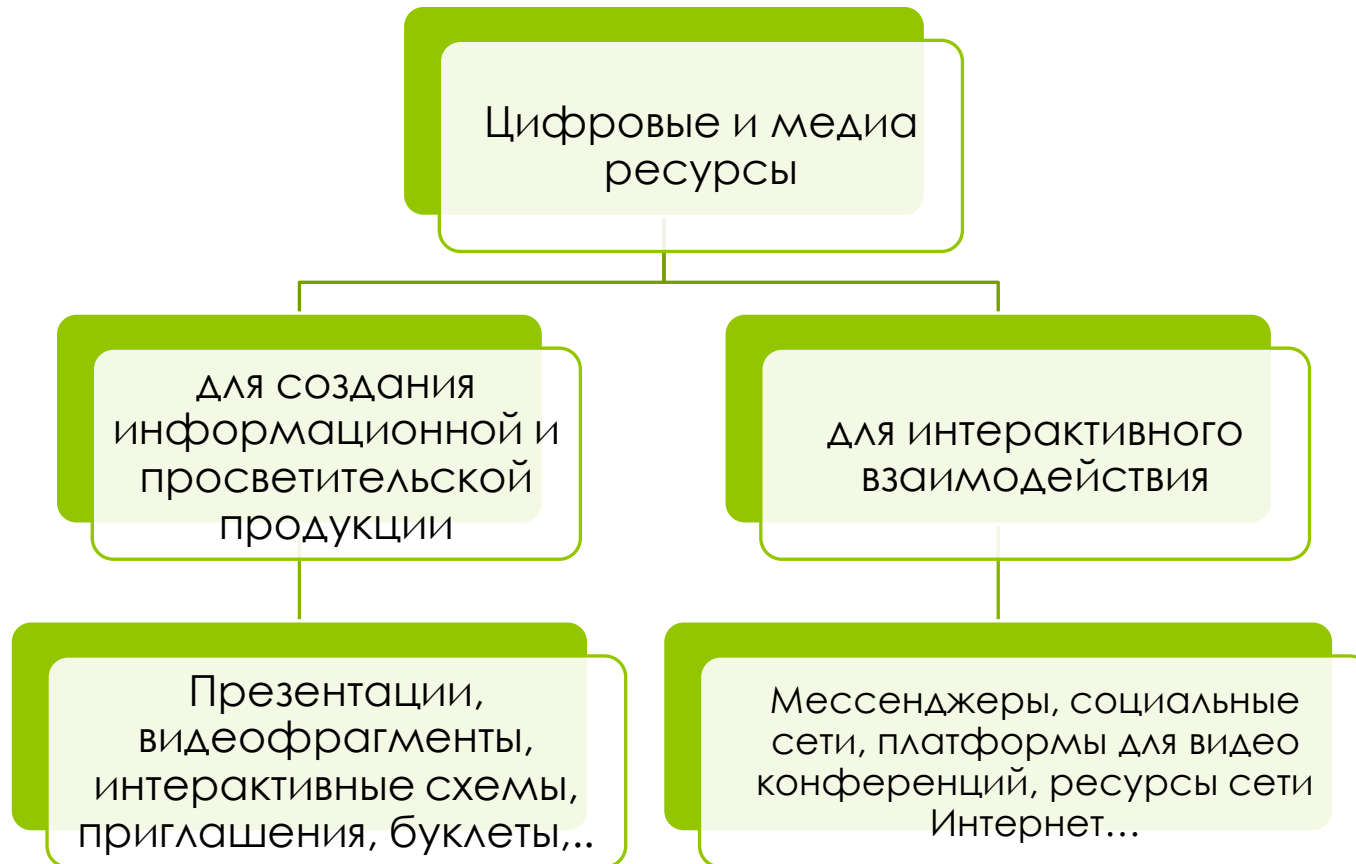 Цифровые и медиа
ресурсы
для создания
информационной и
просветительской
продукции
для интерактивного
взаимодействия
Презентации,
видеофрагменты,
интерактивные схемы,
приглашения, буклеты,..
Мессенджеры, социальные
сети, платформы для видео
конференций, ресурсы сети
Интернет...